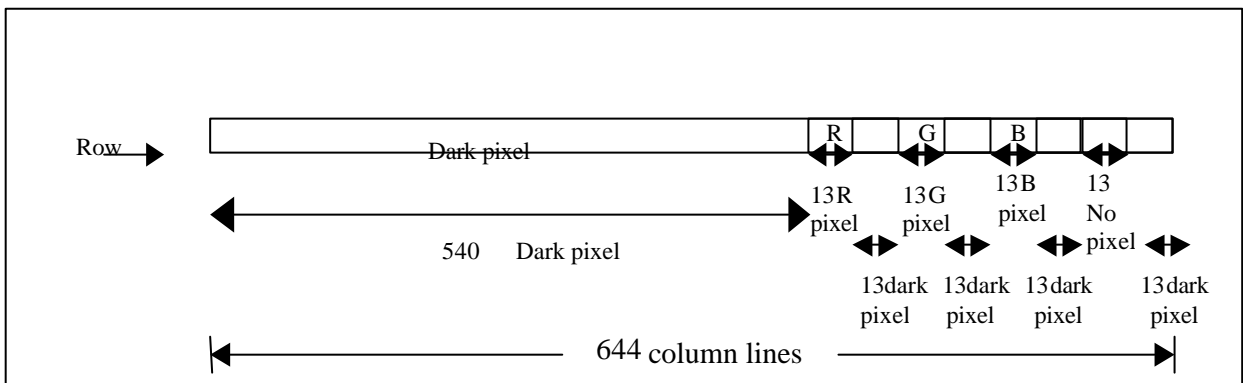 R G B
Row
Dark pixel
13R
pixel
13G
pixel
13B
pixel
13
No
pixel
540 Dark pixel
13dark
pixel
13dark
pixel
13dark
pixel
13dark
pixel
644 column lines